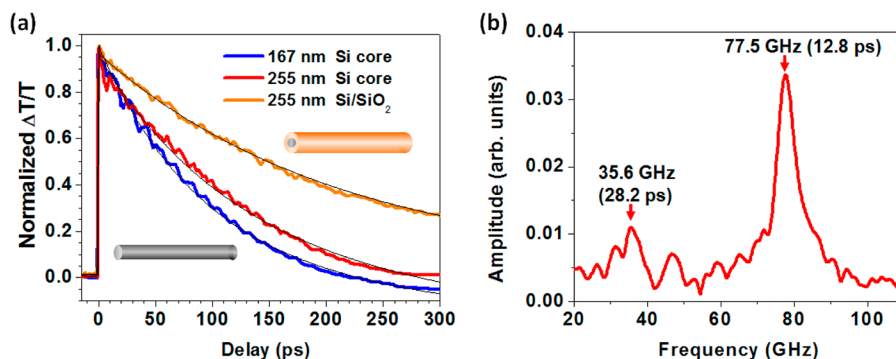 (a)
1.0
0.8
0.6
0.4
0.2
0.0
Normalized Δ T/T
167 nm Si core
255 nm Si core
255 nm Si/SiO2
0
50
100
150
200
250
300
Delay (ps)
(b)
0.04
0.03
0.02
0.01
0.00
Amplitude (arb. units)
77.5 GHz (12.8 ps)
35.6 GHz
(28.2 ps)
20
40
60
80
100
Frequency (GHz)